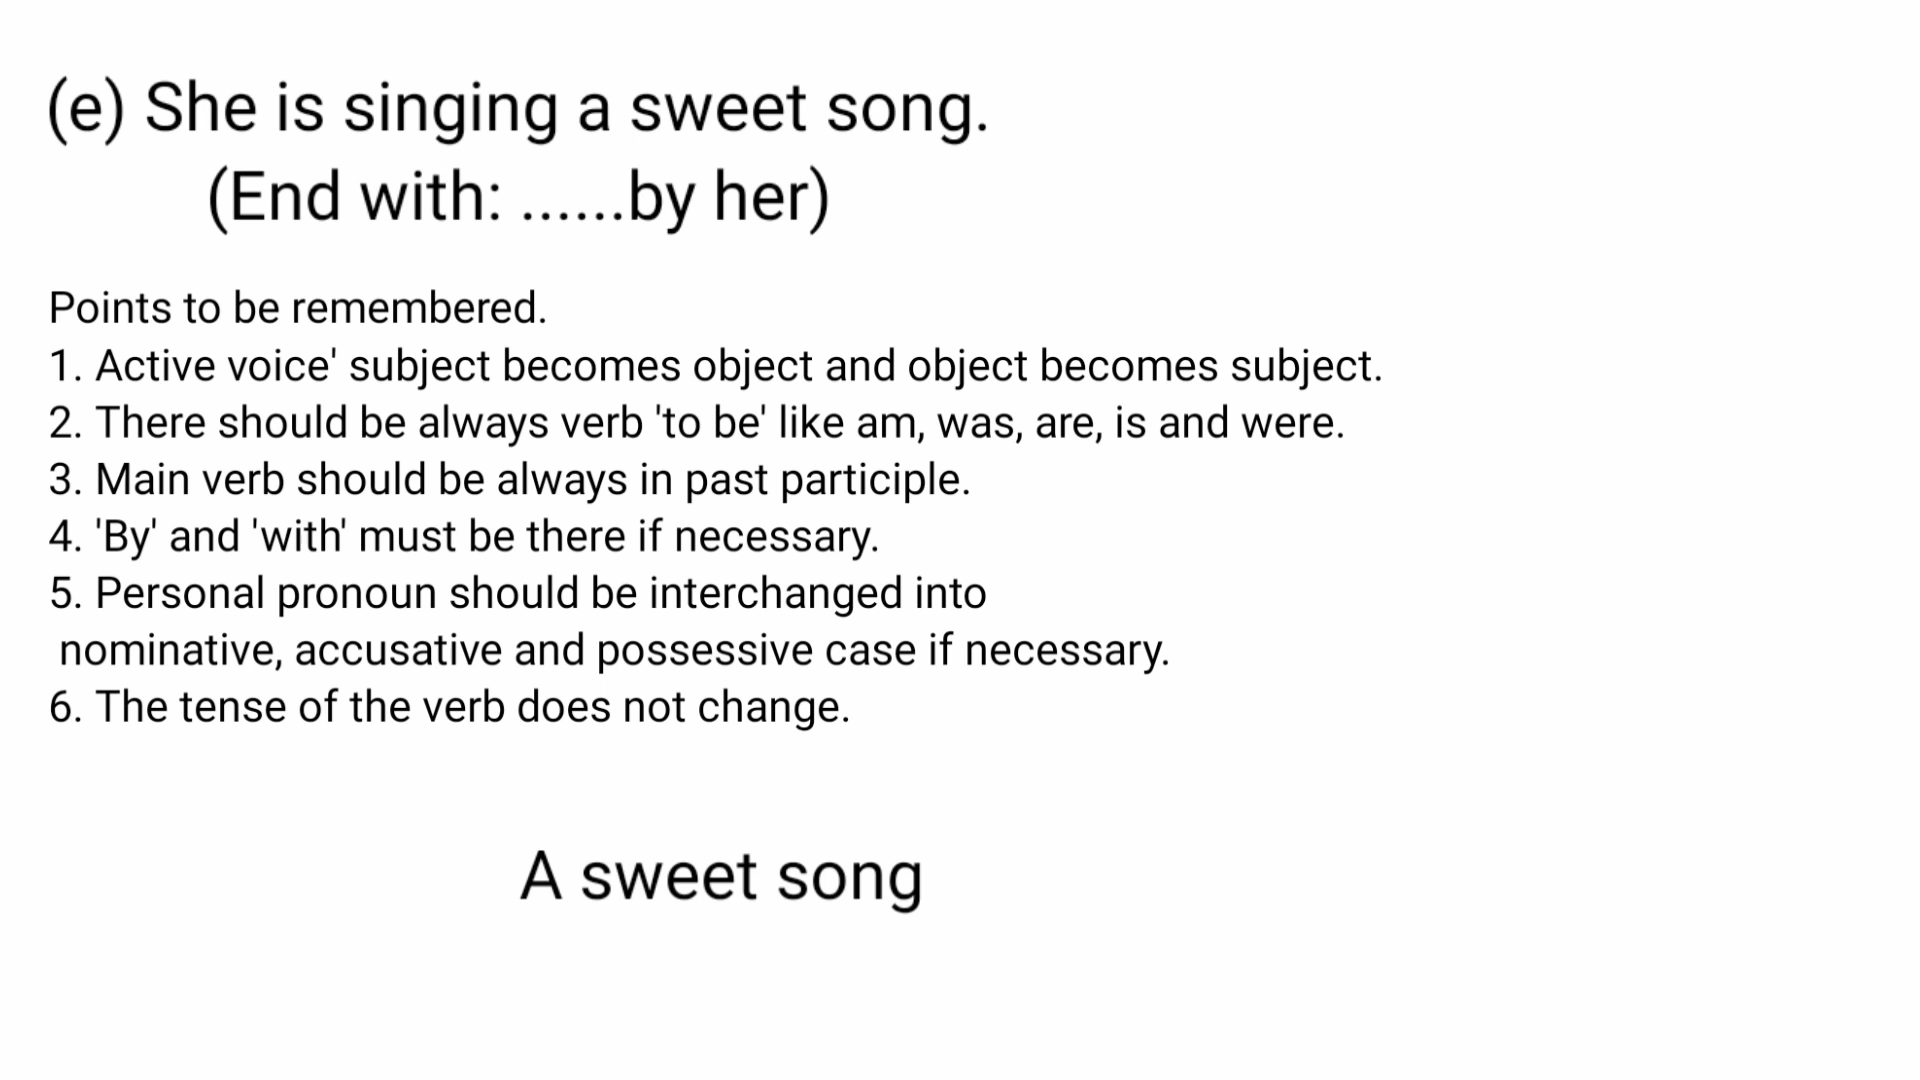 (e) She is singing a sweet song.
(End with: ......by her)
Points to be remembered.
1. Active voice' subject becomes object and object becomes subject.
2. There should be always verb 'to be' like am, was, are, is and were.
3. Main verb should be always in past participle.
4. 'By' and 'with' must be there if necessary.
5. Personal pronoun should be interchanged into
nominative, accusative and possessive case if necessary.
6. The tense of the verb does not change.
A sweet song